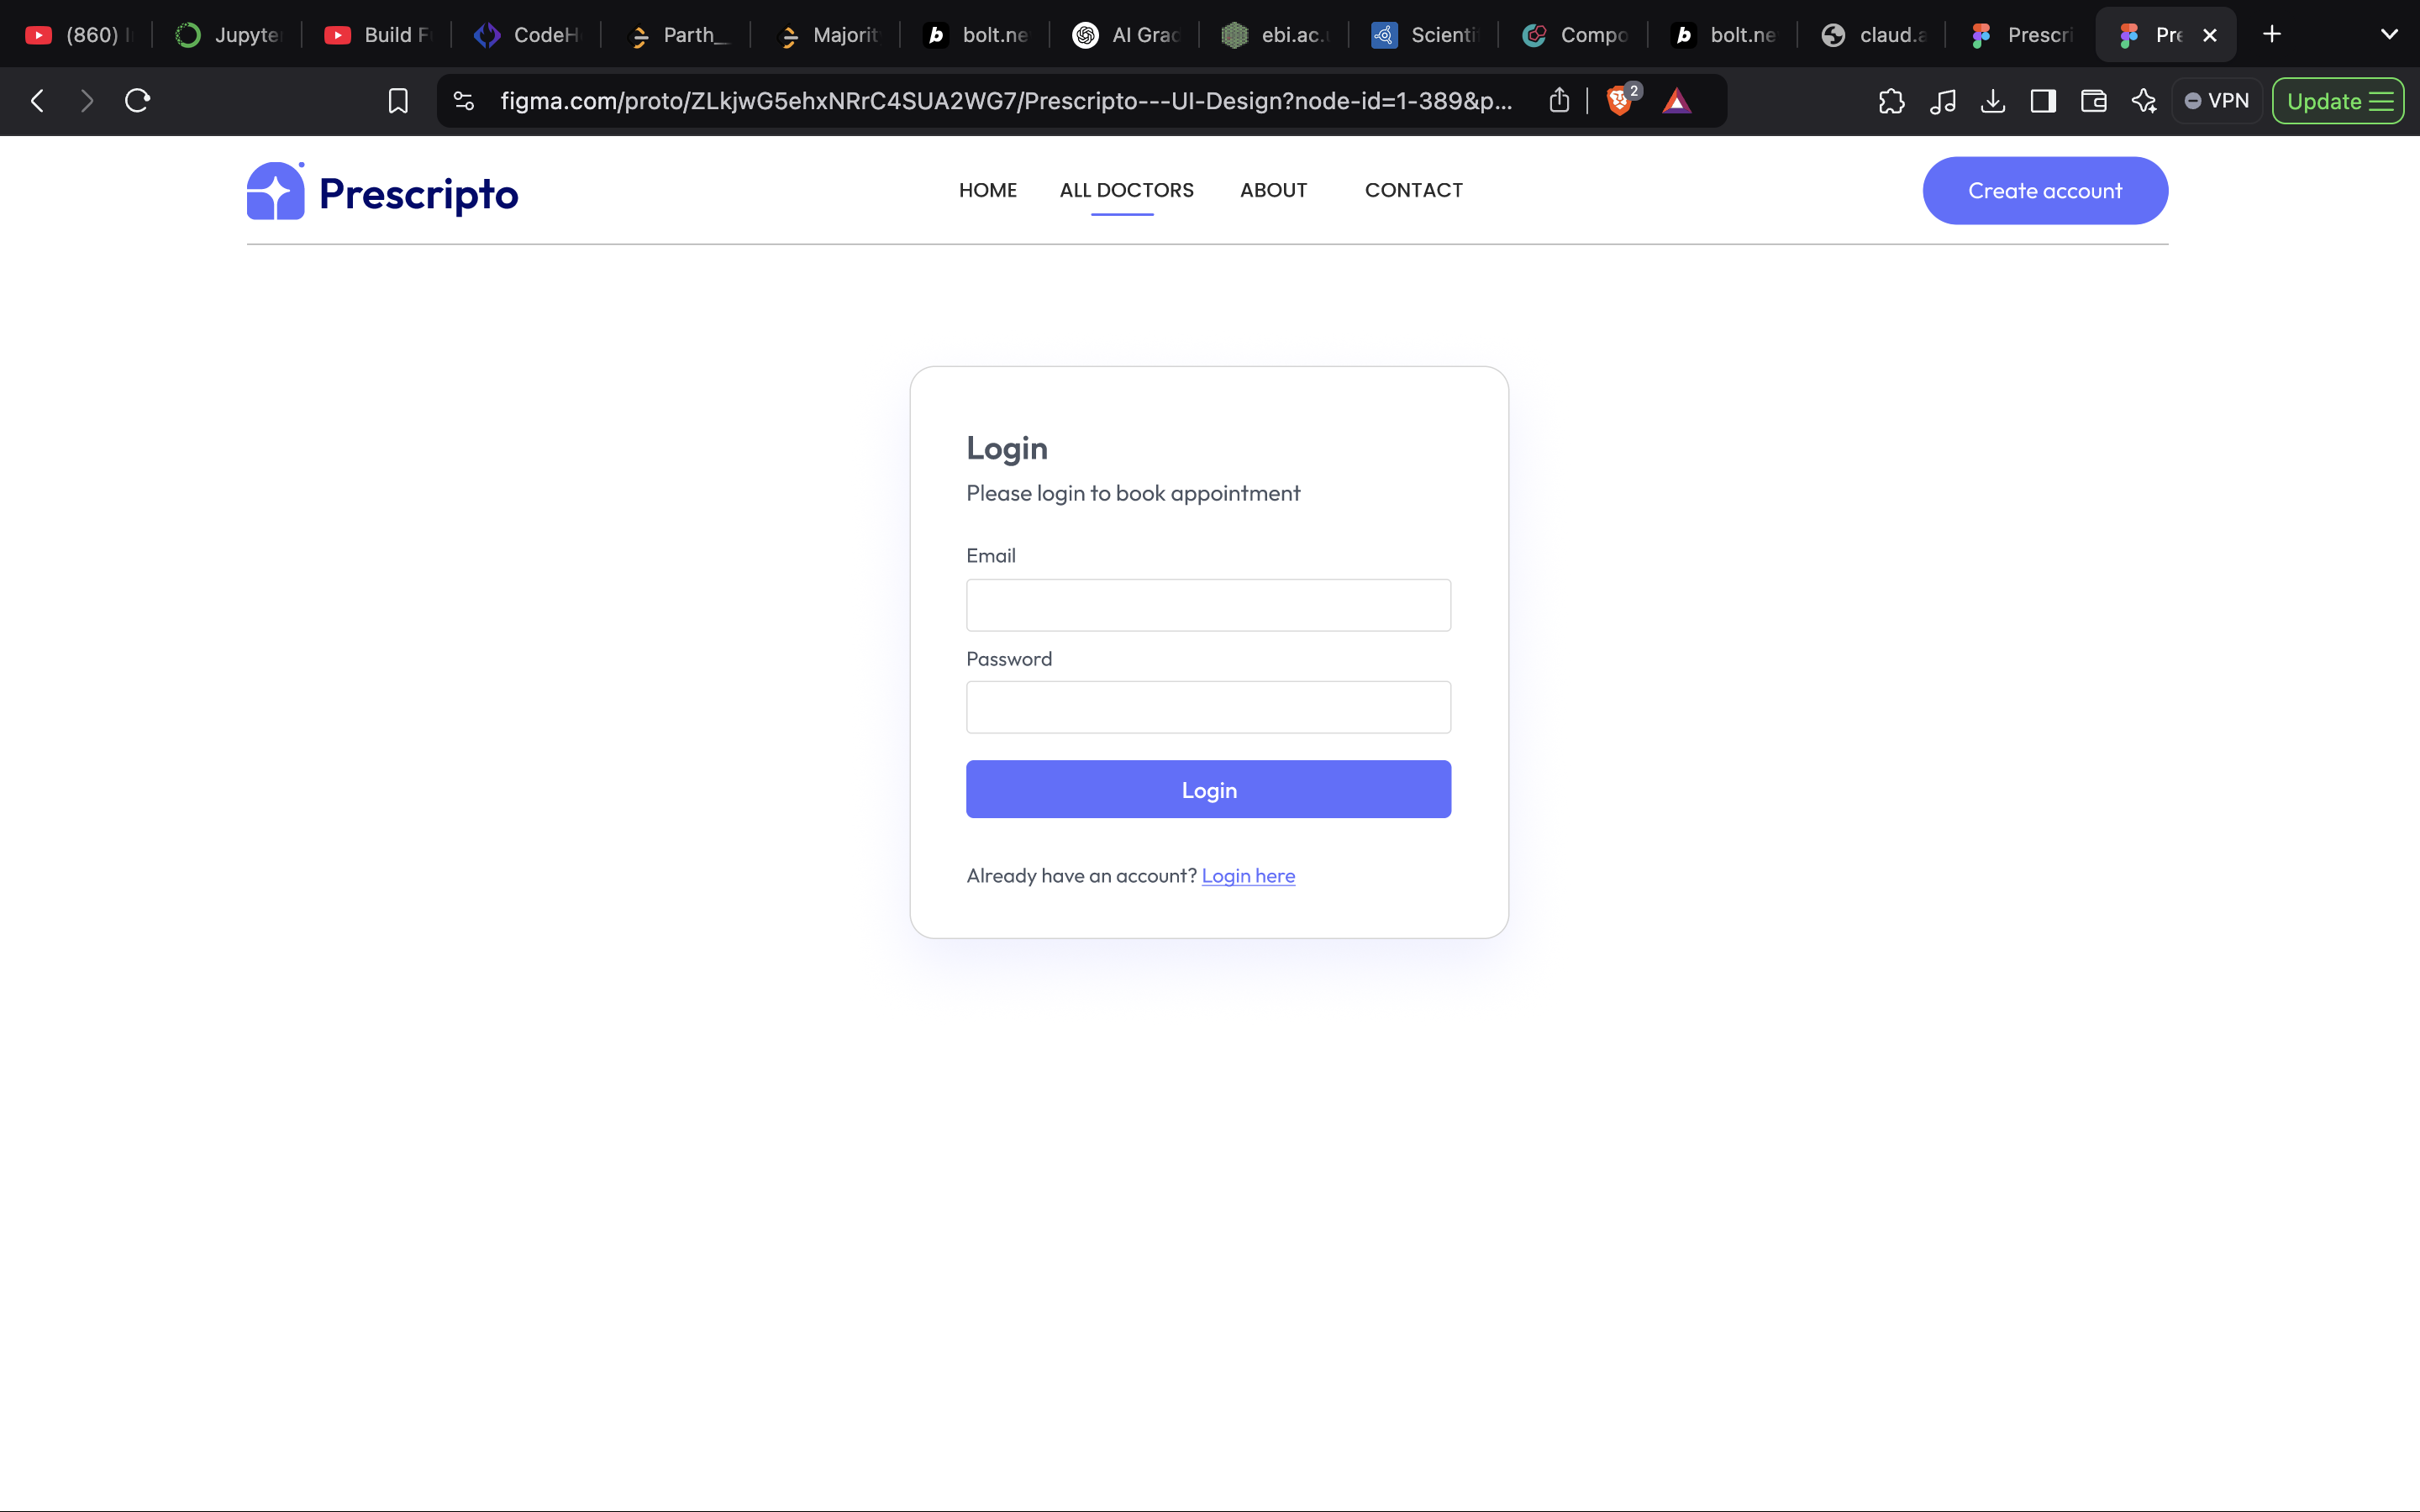 (860) I Jupyter Build F CodeH Parth_ Majorit bolt.ne AI Grad ebi.ac.u Scienti Compo bolt.ne claud.a Prescri Pre
figma.com/proto/ZLkjwG5ehxNRrC4SUA2WG7/Prescripto---UI-Design?node-id=1-389&p... 2 VPN Update
Prescripto HOME ALL DOCTORS ABOUT CONTACT Create account
Login
Please login to book appointment
Email
Password
Login
Already have an account? Login here